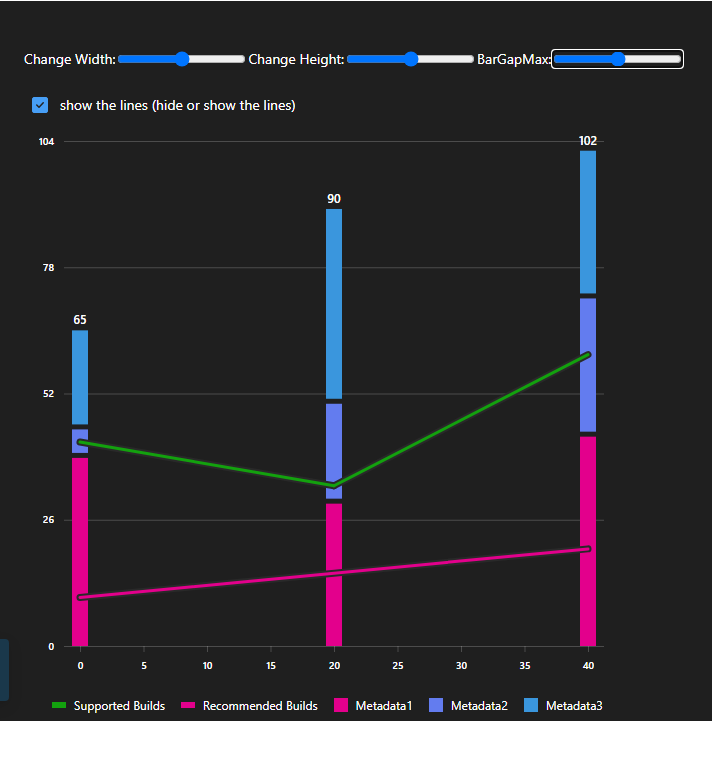 Change Width: Change Height: BarGapMax:
show the lines (hide or show the lines)
104
102
90
78
65
52
26
0
0 5 10 15 20 25 30 35 40
Supported Builds Recommended Builds Metadata1 Metadata2 Metadata3